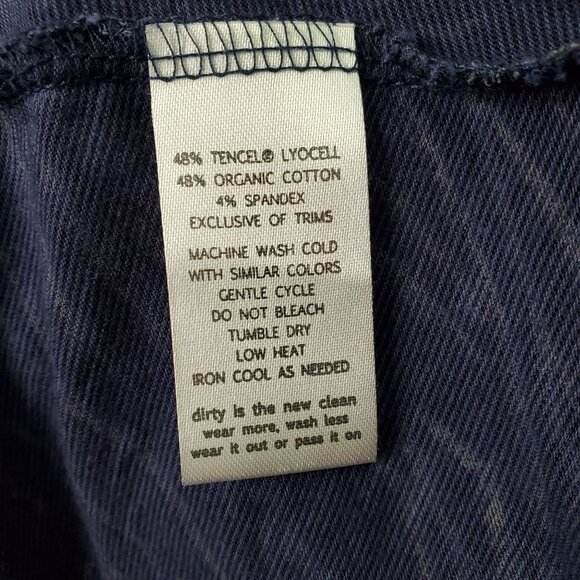 48% TENCEL® LYOCELL
48% ORGANIC COTTON
4% SPANDEX
EXCLUSIVE OF TRIMS
MACHINE WASH COLD
WITH SIMILAR COLORS
GENTLE CYCLE
DO NOT BLEACH
TUMBLE DRY
LOW HEAT
IRON COOL AS NEEDED
dirty is the new clean
wear more, wash less
wear it out or pass it on